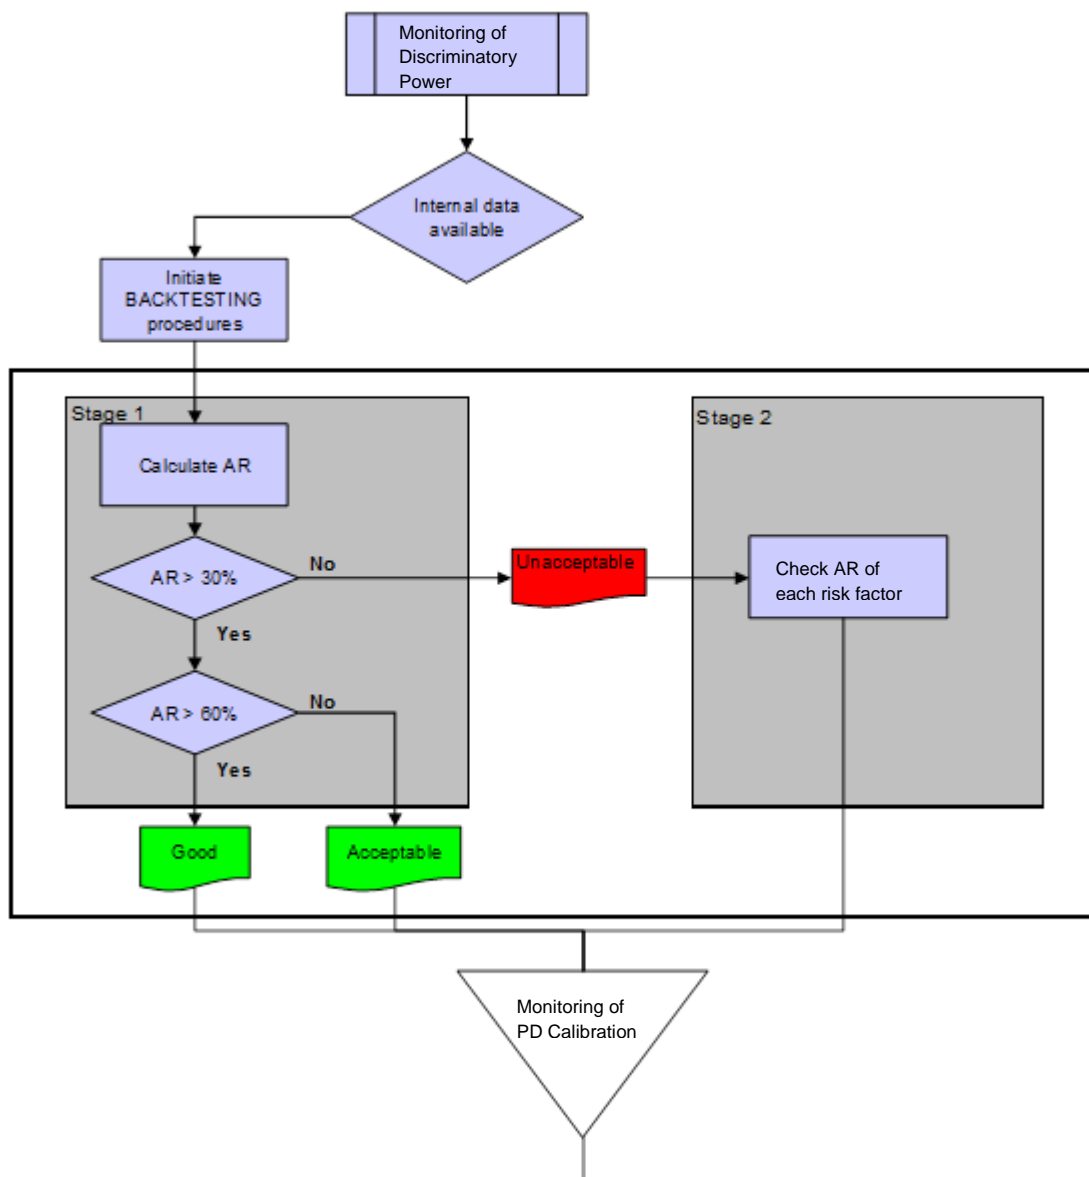 Monitoring of
Discriminatory
Power
Internal data
available
Initiate
BACKTESTING
procedures
Stage 1
Stage 2
Calculate AR
AR > 30%
No
Unacceptable
Check AR of
each risk factor
Yes
AR > 60%
No
Yes
Good
Acceptable
Monitoring of
PD Calibration